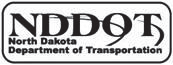 NDDOT
North Dakota
Department of Transportation